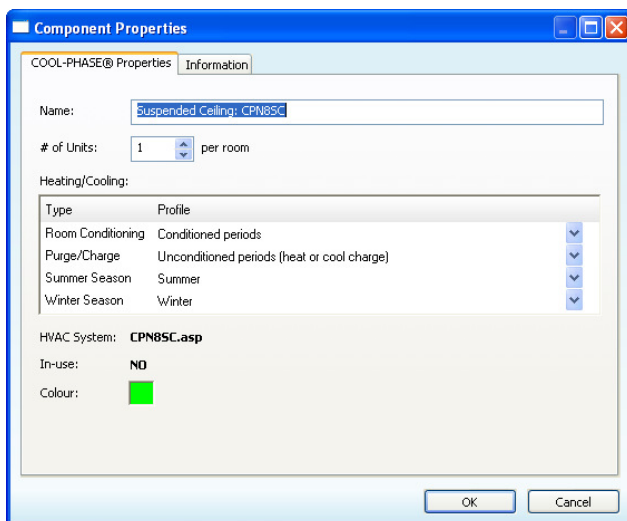 Component Properties
COOL-PHASE® Properties Information
Name: Suspended Ceiling: CPN8SC
# of Units: 1 per room
Heating/Cooling:
Type Profile
Room Conditioning Conditioned periods
Purge/Charge Unconditioned periods (heat or cool charge)
Summer Season Summer
Winter Season Winter
HVAC System: CPN8SC.asp
In-use: NO
Colour:
OK Cancel